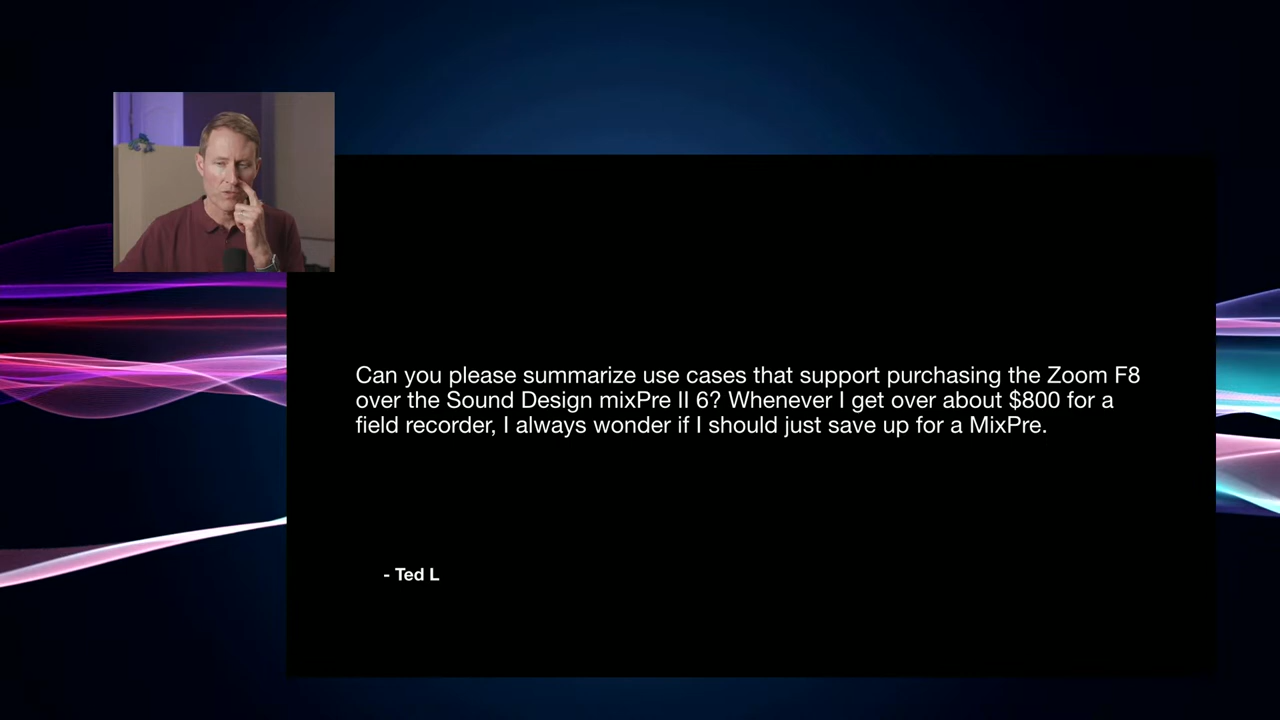 Can you please summarize use cases that support purchasing the Zoom F8
over the Sound Design mixPre II 6? Whenever I get over about $800 for a
field recorder, I always wonder if I should just save up for a MixPre.
- Ted L